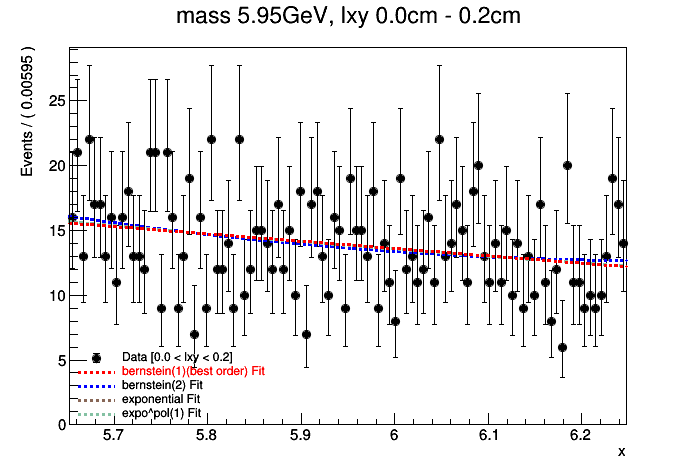 mass 5.95GeV, lxy 0.0cm - 0.2cm
Events / ( 0.00595 )
25
20
15
10
5
0
Data [0.0 < lxy < 0.2]
bernstein(1)(best order) Fit
bernstein(2) Fit
exponential Fit
expo^pol(1) Fit
5.7 5.8 5.9 6 6.1 6.2
x